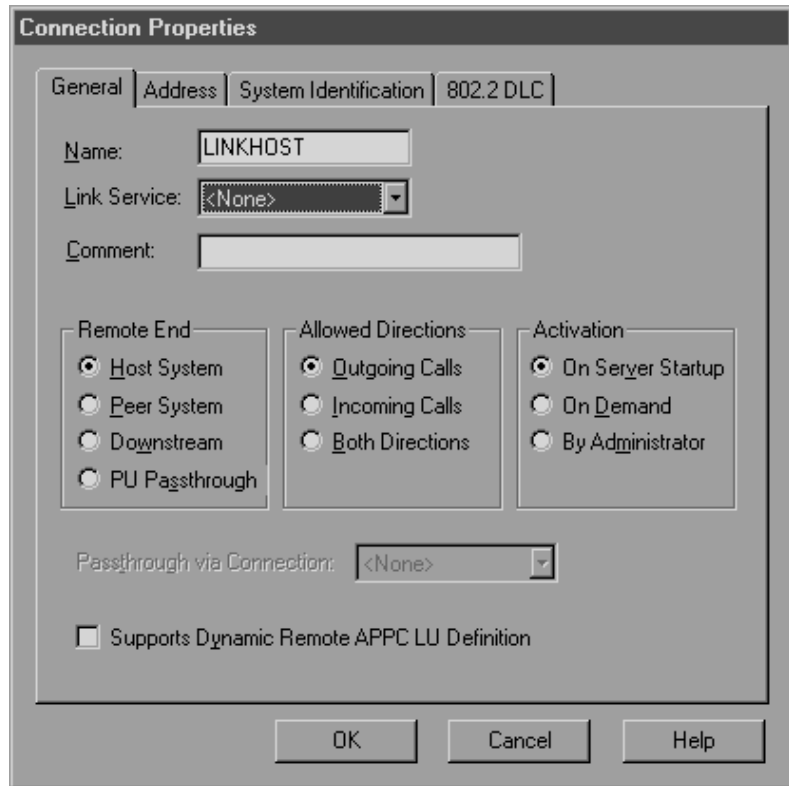 Connection Properties
General Address System Identification 802.2 DLC
Name: LINKHOST
Link Service: <None>
Comment:
Remote End Allowed Directions Activation
Host System Outgoing Calls On Server Startup
Peer System Incoming Calls On Demand
Downstream Both Directions By Administrator
PU Passthrough
Passthrough via Connection: <None>
Supports Dynamic Remote APPC LU Definition
OK Cancel Help